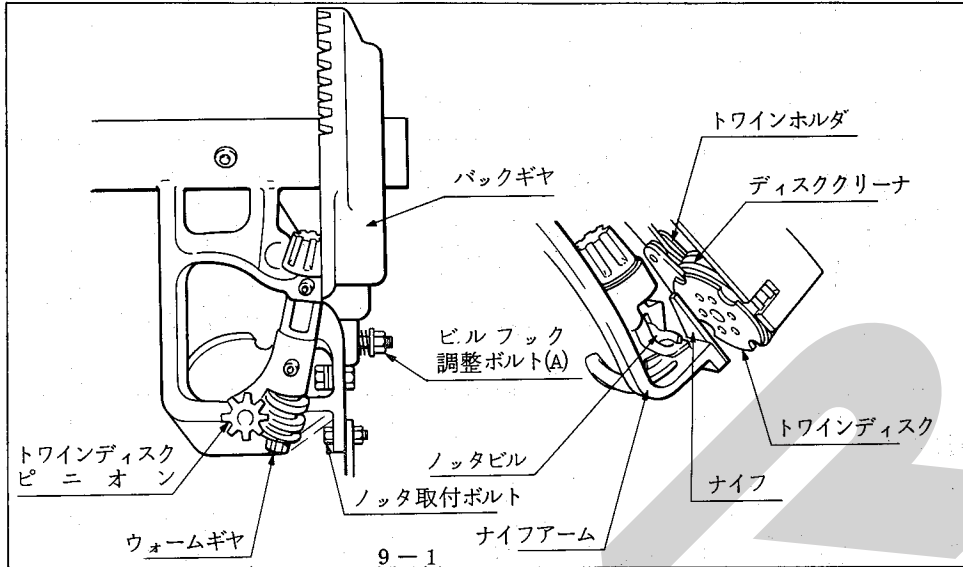 トワインホルダ
ディスククリーナ
バックギヤ
ビルフック
調整ボルト(A)
トワインディスク
ピニオン
ノッタビル
トワインディスク
ナイフ
ノッタ取付ボルト
ナイフアーム
ウォームギヤ
9-1